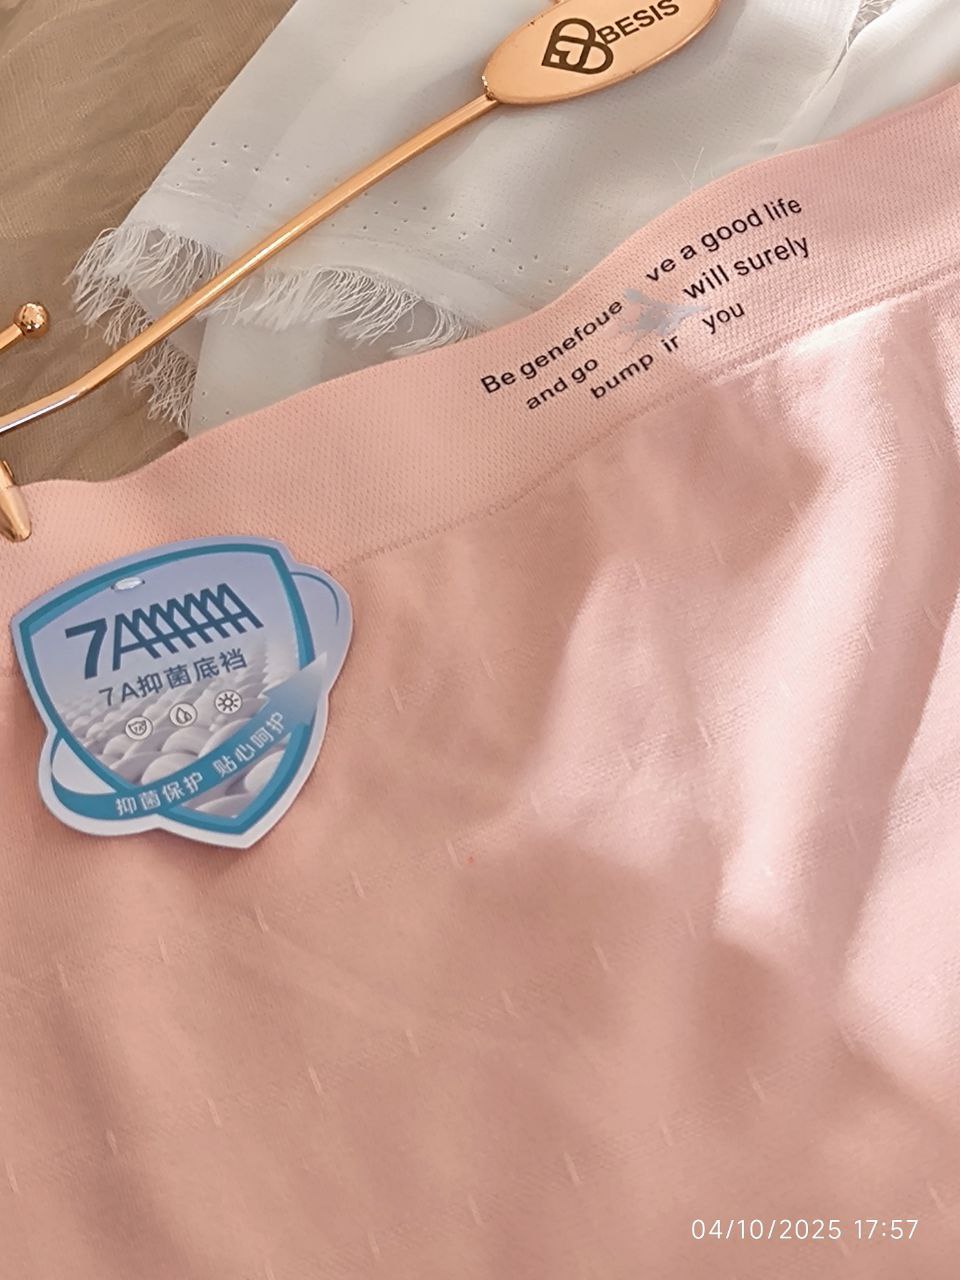 BESIS
Be genefoue ve a good life
and go will surely
bump ir you
7AAAAAAA
7A抑菌底裆
抑菌保护 贴心呵护
04/10/2025 17:57